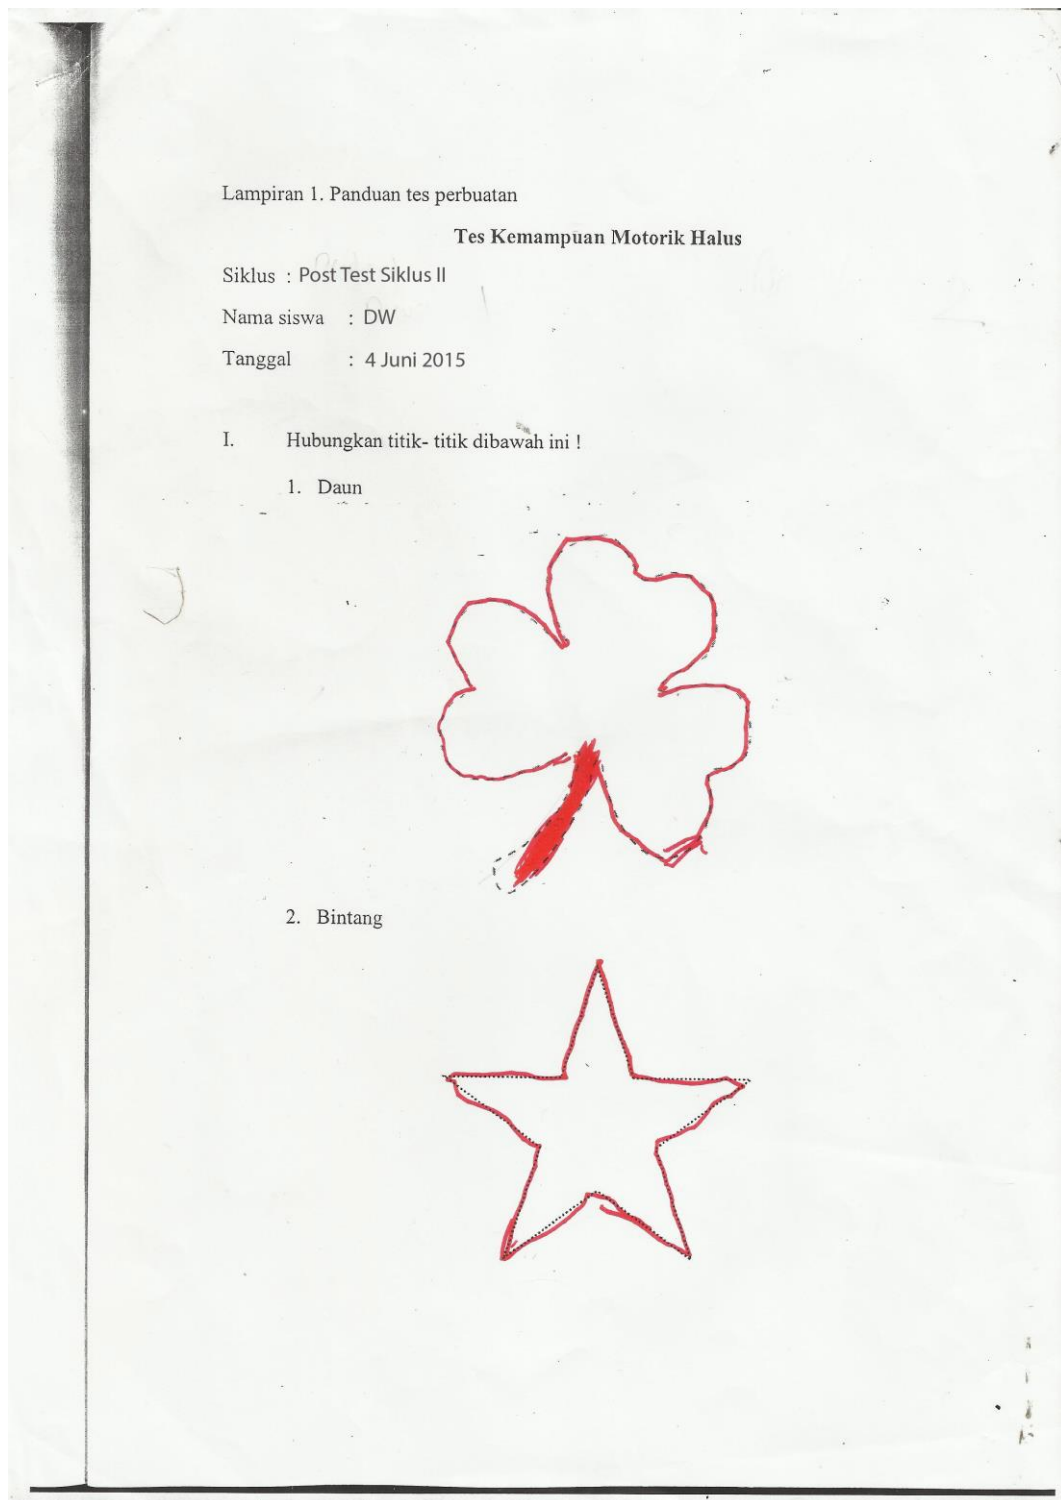 Lampiran 1. Panduan tes perbuatan
Tes Kemampuan Motorik Halus
Siklus : Post Test Siklus II
Nama siswa : DW
Tanggal : 4 Juni 2015
I. Hubungkan titik- titik dibawah ini !
1. Daun
2. Bintang